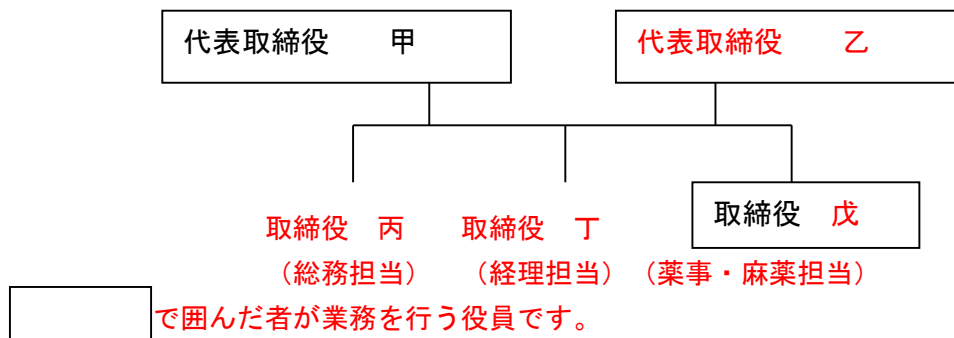 代表取締役　甲　代表取締役　乙
取締役　丙　取締役　丁　取締役　戊
（総務担当）　（経理担当）　（薬事・麻薬担当）
で囲んだ者が業務を行う役員です。